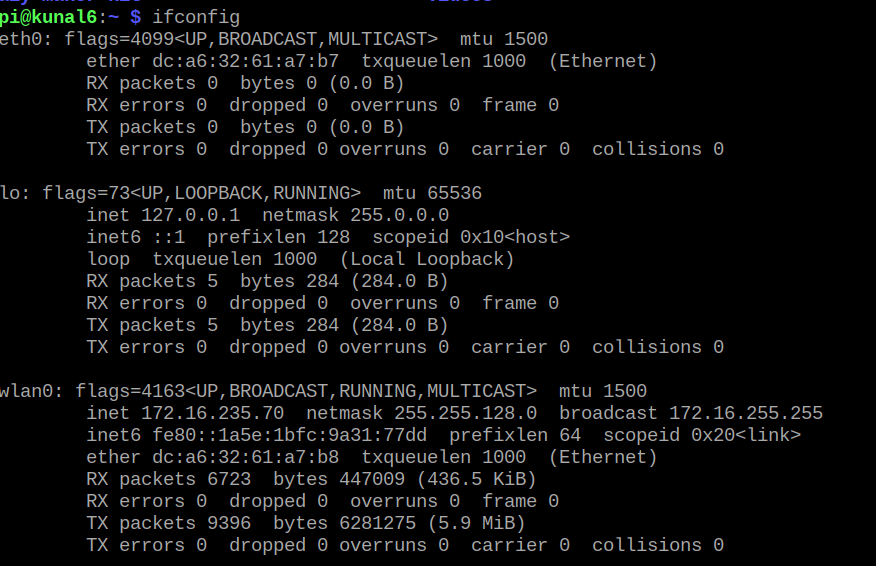 pi@kunal6:~ $ ifconfig
eth0: flags=4099<UP,BROADCAST,MULTICAST>  mtu 1500
        ether dc:a6:32:61:a7:b7  txqueuelen 1000  (Ethernet)
        RX packets 0  bytes 0 (0.0 B)
        RX errors 0  dropped 0  overruns 0  frame 0
        TX packets 0  bytes 0 (0.0 B)
        TX errors 0  dropped 0 overruns 0  carrier 0  collisions 0

lo: flags=73<UP,LOOPBACK,RUNNING>  mtu 65536
        inet 127.0.0.1  netmask 255.0.0.0
        inet6 ::1  prefixlen 128  scopeid 0x10<host>
        loop  txqueuelen 1000  (Local Loopback)
        RX packets 5  bytes 284 (284.0 B)
        RX errors 0  dropped 0  overruns 0  frame 0
        TX packets 5  bytes 284 (284.0 B)
        TX errors 0  dropped 0 overruns 0  carrier 0  collisions 0

wlan0: flags=4163<UP,BROADCAST,RUNNING,MULTICAST>  mtu 1500
        inet 172.16.235.70  netmask 255.255.128.0  broadcast 172.16.255.255
        inet6 fe80::1a5e:1bfc:9a31:77dd  prefixlen 64  scopeid 0x20<link>
        ether dc:a6:32:61:a7:b8  txqueuelen 1000  (Ethernet)
        RX packets 6723  bytes 447009 (436.5 KiB)
        RX errors 0  dropped 0  overruns 0  frame 0
        TX packets 9396  bytes 6281275 (5.9 MiB)
        TX errors 0  dropped 0 overruns 0  carrier 0  collisions 0